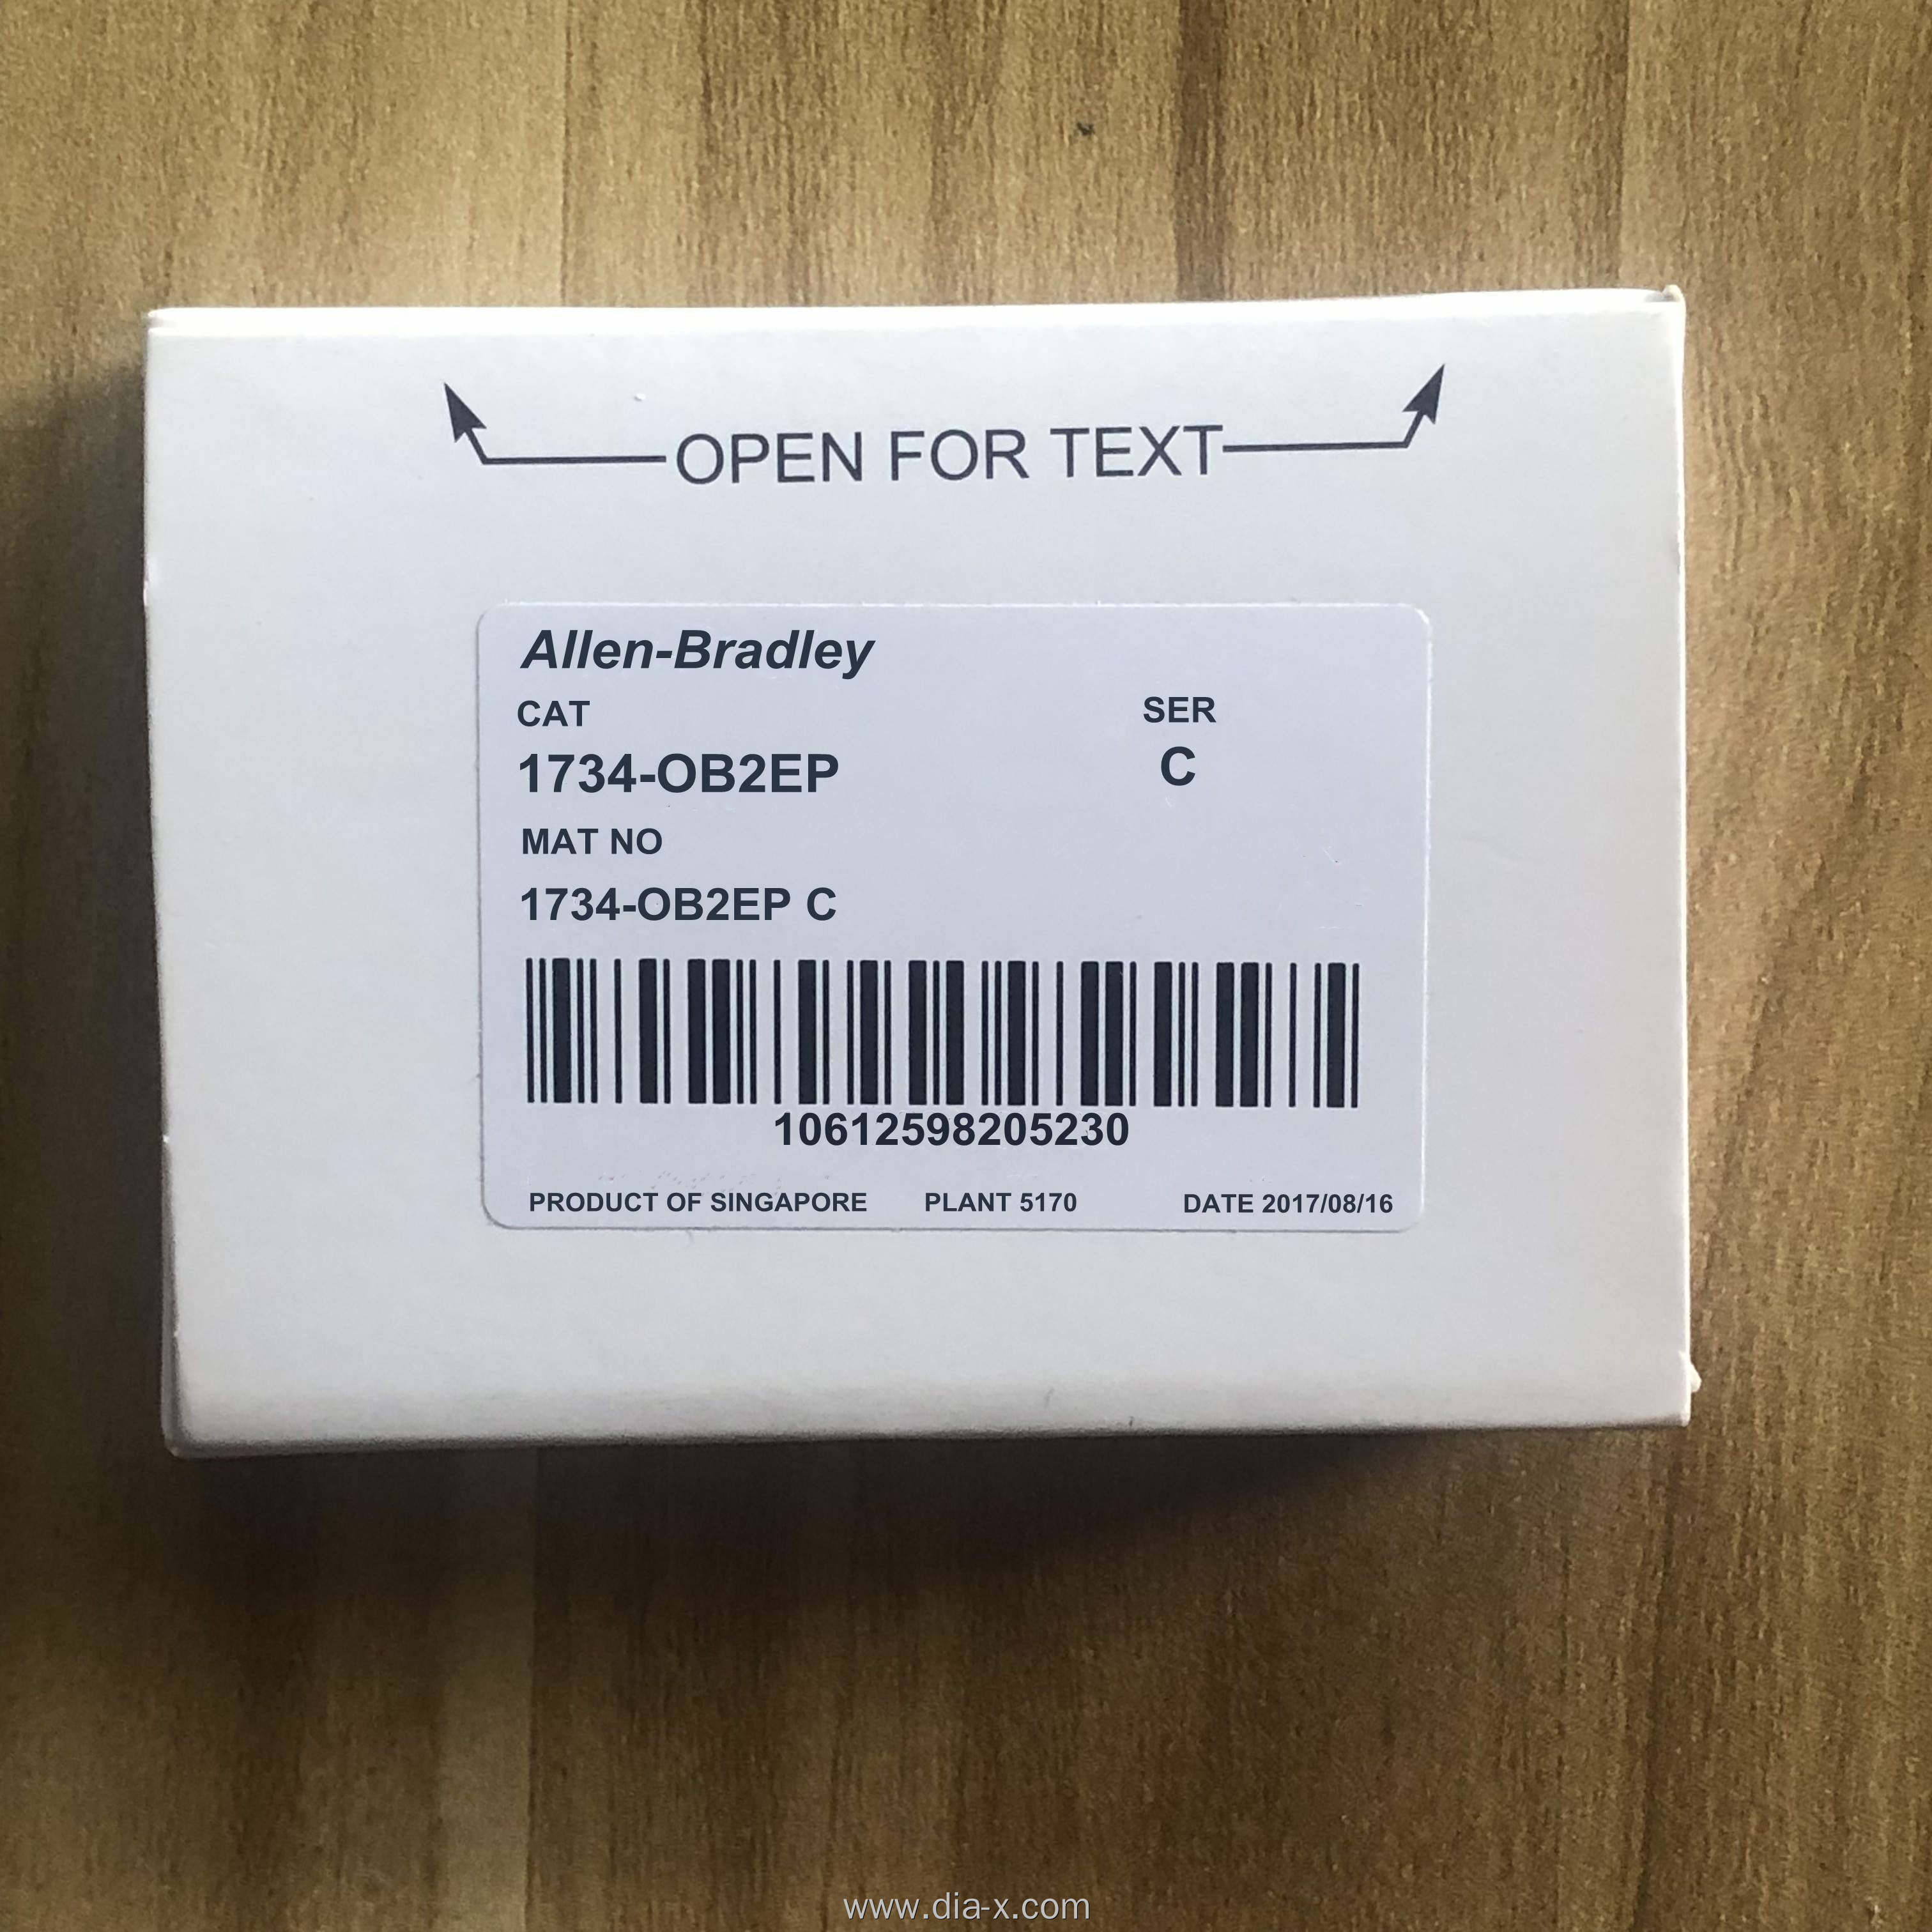 OPEN FOR TEXT
Allen-Bradley
CAT SER
1734-OB2EP C
MAT NO
1734-OB2EP C
10612598205230
PRODUCT OF SINGAPORE PLANT 5170 DATE 2017/08/16
www.dia-x.com